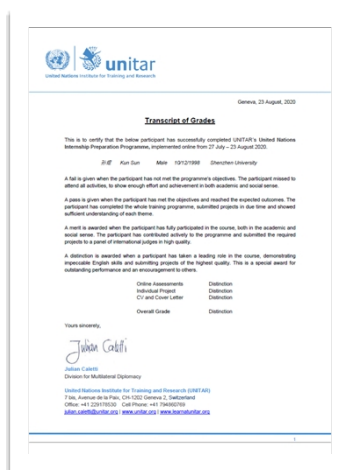 unitar
United Nations Institute for Training and Research
Geneva, 23 August, 2020
Transcript of Grades
This is to certify that the below participant has successfully completed UNITAR's United Nations
Internship Preparation Programme, implemented online from 27 July – 23 August 2020.
Kun Sun Male 10/12/1998 Shenzhen University
A fail is given when the participant has not met the programme's objectives. The participant missed to
attend all activities, to show enough effort and achievement in both academic and social sense.
A pass is given when the participant has met the objectives and reached the expected outcomes. The
participant has completed the whole training programme, submitted projects in due time and showed
sufficient understanding of each theme.
A merit is awarded when the participant has fully participated in the course, both in the academic and
social sense. The participant has contributed actively to the programme and submitted the required
projects to a panel of international judges in high quality.
A distinction is awarded when a participant has taken a leading role in the course, demonstrating
impeccable English skills and submitting projects of the highest quality. This is a special award for
outstanding performance and an encouragement to others.
Online Assessments Distinction
Individual Project Distinction
CV and Cover Letter Distinction
Overall Grade Distinction
Yours sincerely,
Julian Caletti
Julian Caletti
Division for Multilateral Diplomacy
United Nations Institute for Training and Research (UNITAR)
7 bis, Avenue de la Paix, CH-1202 Geneva 2, Switzerland
Office: +41 229178530 Cell Phone: +41 794860769
julian.caletti@unitar.org | www.unitar.org | www.learnatunitar.org
1